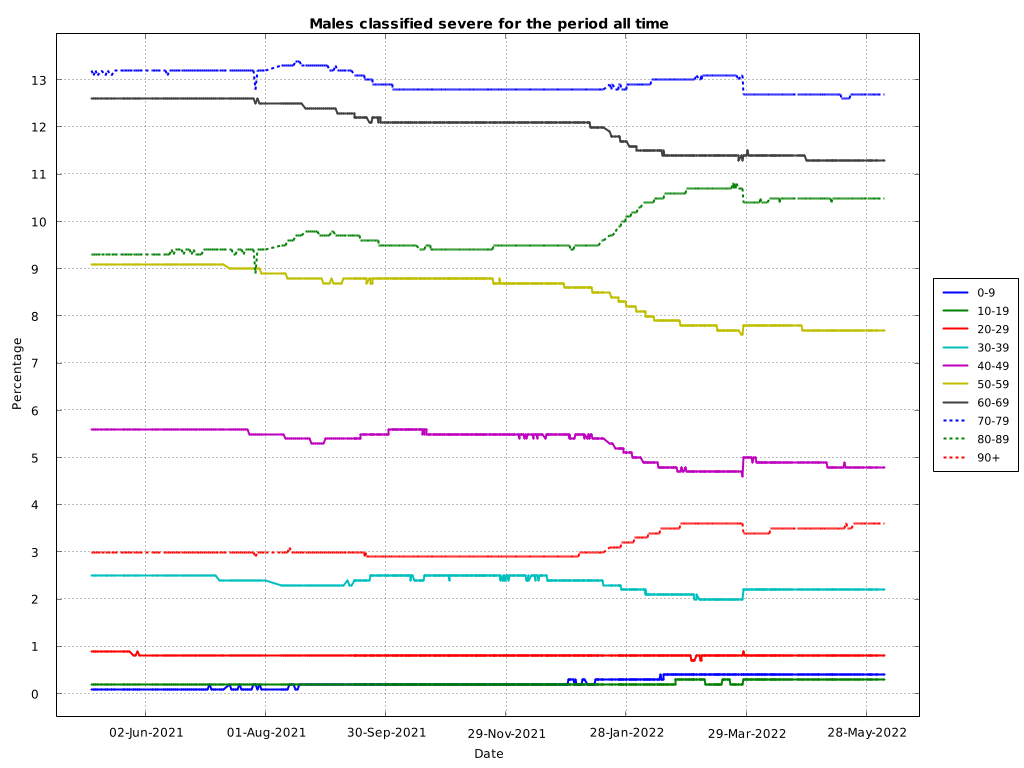 Males classified severe for the period all time
Percentage
13
12
11
10
9
8
7
6
5
4
3
2
1
0
02-Jun-2021
01-Aug-2021
30-Sep-2021
29-Nov-2021
28-Jan-2022
29-Mar-2022
28-May-2022
Date
0-9
10-19
20-29
30-39
40-49
50-59
60-69
70-79
80-89
90+